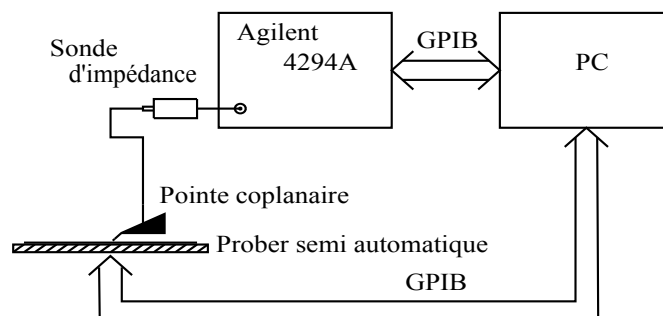 Sonde
d'impédance
Agilent
4294A
GPIB
PC
Pointe coplanaire
Prober semi automatique
GPIB